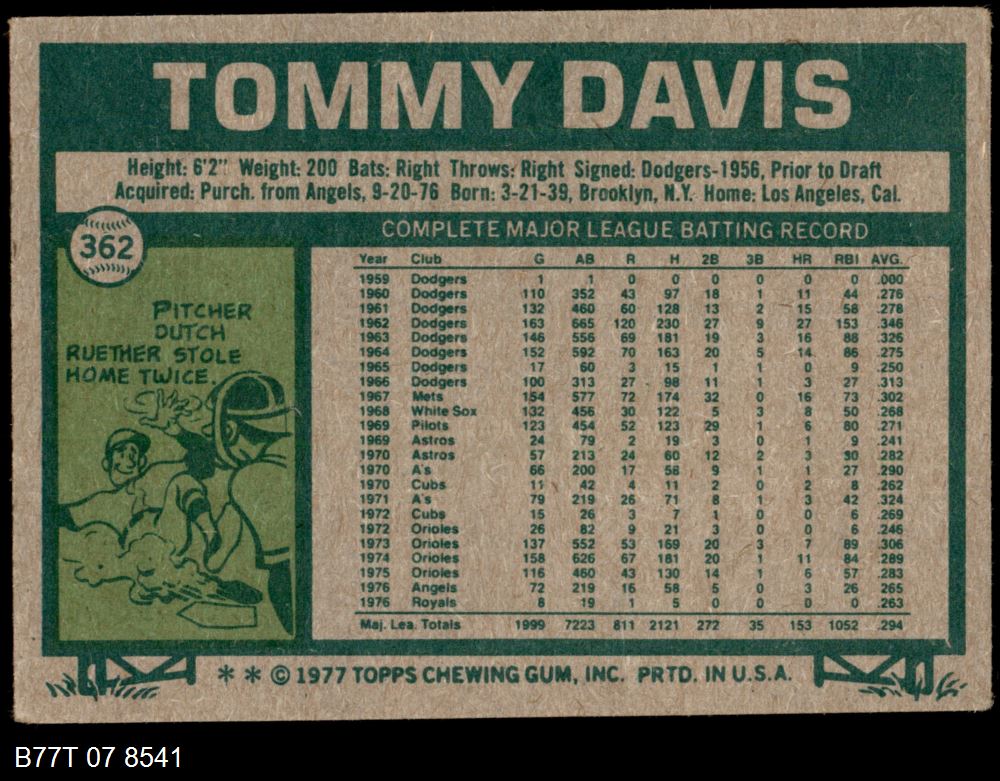 TOMMY DAVIS
Height: 6'2" Weight: 200 Bats: Right Throws: Right Signed: Dodgers-1956, Prior to Draft
Acquired: Purch. from Angels, 9-20-76 Born: 3-21-39, Brooklyn, N.Y. Home: Los Angeles, Cal.
362
PITCHER
DUTCH
RUETHER STOLE
HOME TWICE.
COMPLETE MAJOR LEAGUE BATTING RECORD
Year Club G AB R H 2B 3B HR RBI AVG.
1959 Dodgers 1 1 0 0 0 0 0 0 .000
1960 Dodgers 110 352 43 97 18 1 11 44 .276
1961 Dodgers 132 460 60 128 13 2 15 58 .278
1962 Dodgers 163 665 120 230 27 9 27 153 .346
1963 Dodgers 146 556 69 181 19 3 16 88 .326
1964 Dodgers 152 592 70 163 20 5 14 86 .275
1965 Dodgers 17 60 3 15 1 1 0 9 .250
1966 Dodgers 100 313 27 98 11 1 3 27 .313
1967 Mets 154 577 72 174 32 0 16 73 .302
1968 White Sox 132 456 30 122 5 3 8 50 .268
1969 Pilots 123 454 52 123 29 1 6 80 .271
1969 Astros 24 79 2 19 3 0 1 9 .241
1970 Astros 57 213 24 60 12 2 3 30 .282
1970 A's 66 200 17 58 9 1 1 27 .290
1970 Cubs 11 42 4 11 2 0 2 8 .262
1971 A's 79 219 26 71 8 1 3 42 .324
1972 Cubs 15 26 3 7 1 0 0 6 .269
1972 Orioles 26 82 9 21 3 0 0 6 .246
1973 Orioles 137 552 53 169 20 3 7 89 .306
1974 Orioles 158 626 67 181 20 1 11 84 .289
1975 Orioles 116 460 43 130 14 1 6 57 .283
1976 Angels 72 219 16 58 5 0 3 26 .265
1976 Royals 8 19 1 5 0 0 0 0 .263
Maj. Lea. Totals 1999 7223 811 2121 272 35 153 1052 .294
* * © 1977 TOPPS CHEWING GUM, INC. PRTD. IN U.S.A.
B77T 07 8541